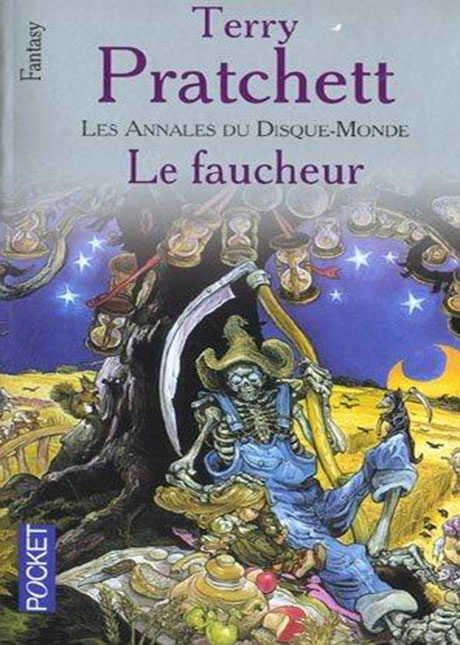 Terry
Pratchett
LES ANNALES DU DISQUE-MONDE
Le faucheur
Fantasy
POCKET